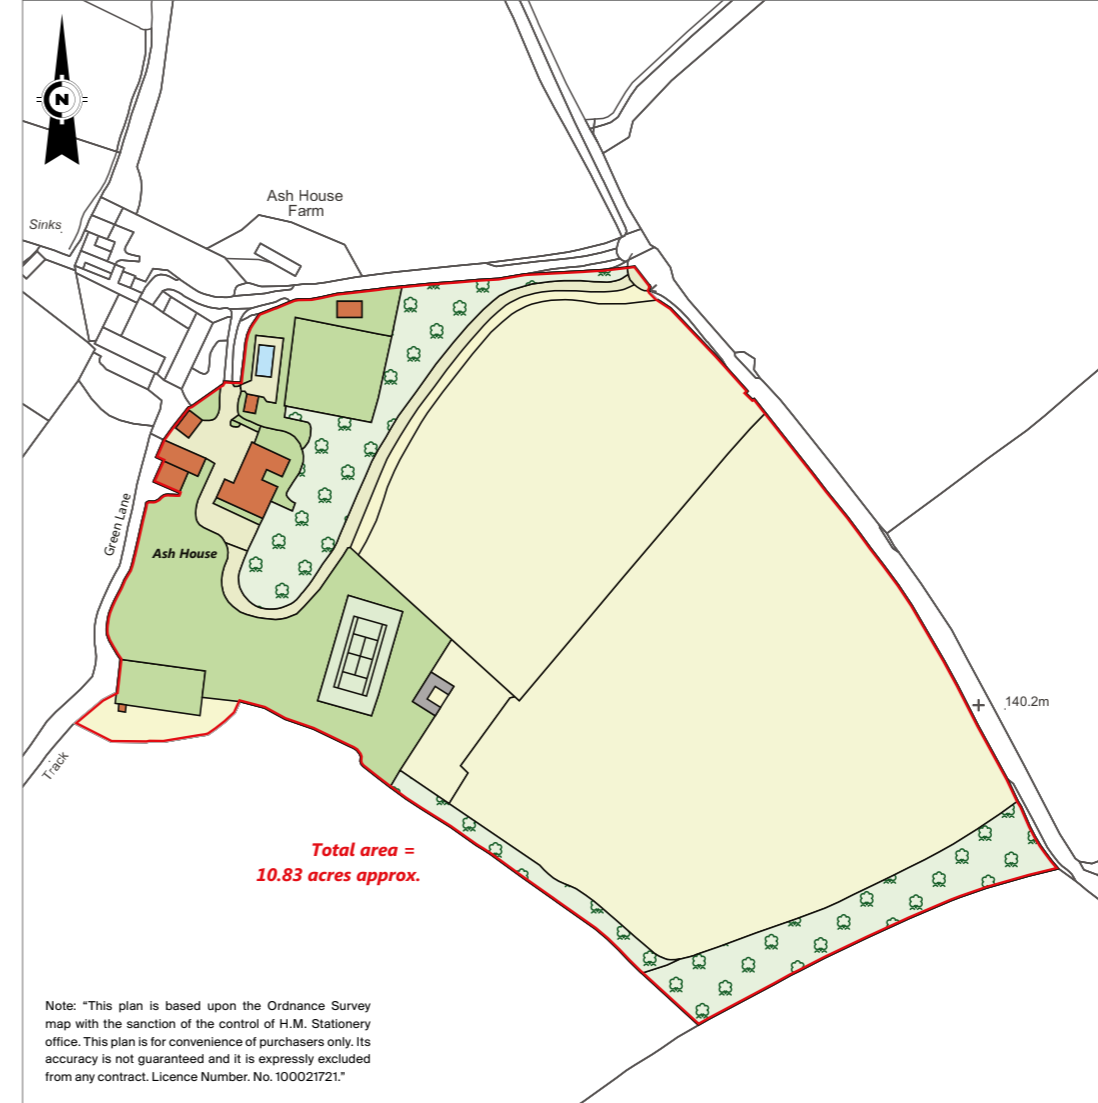 N
Ash House
Farm
Sinks
Green Lane
Ash House
140.2m
Track
Total area =
10.83 acres approx.
Note: “This plan is based upon the Ordnance Survey
map with the sanction of the control of H.M. Stationery
office. This plan is for convenience of purchasers only. Its
accuracy is not guaranteed and it is expressly excluded
from any contract. Licence Number. No. 100021721.”